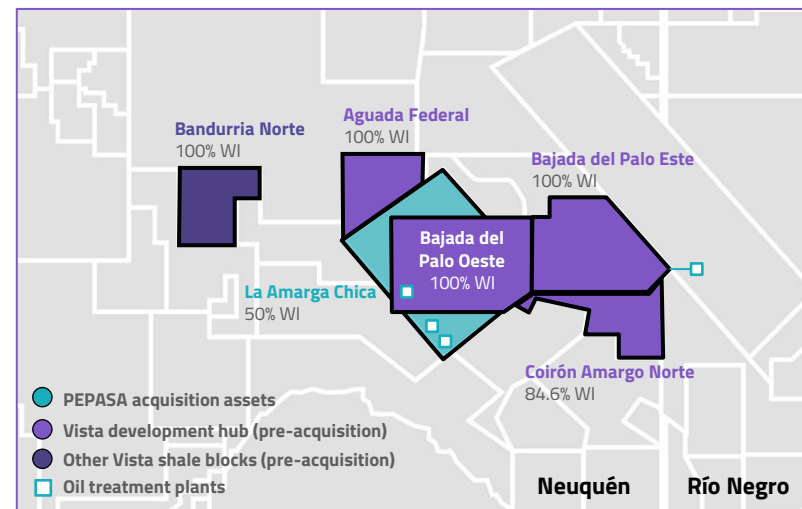 Bandurria Norte
100% WI
Aguada Federal
100% WI
Bajada del Palo Este
100% WI
Bajada del
Palo Oeste
100% WI
La Amarga Chica
50% WI
Coirón Amargo Norte
84.6% WI
PEPASA acquisition assets
Vista development hub (pre-acquisition)
Other Vista shale blocks (pre-acquisition)
Oil treatment plants
Neuquén
Río Negro